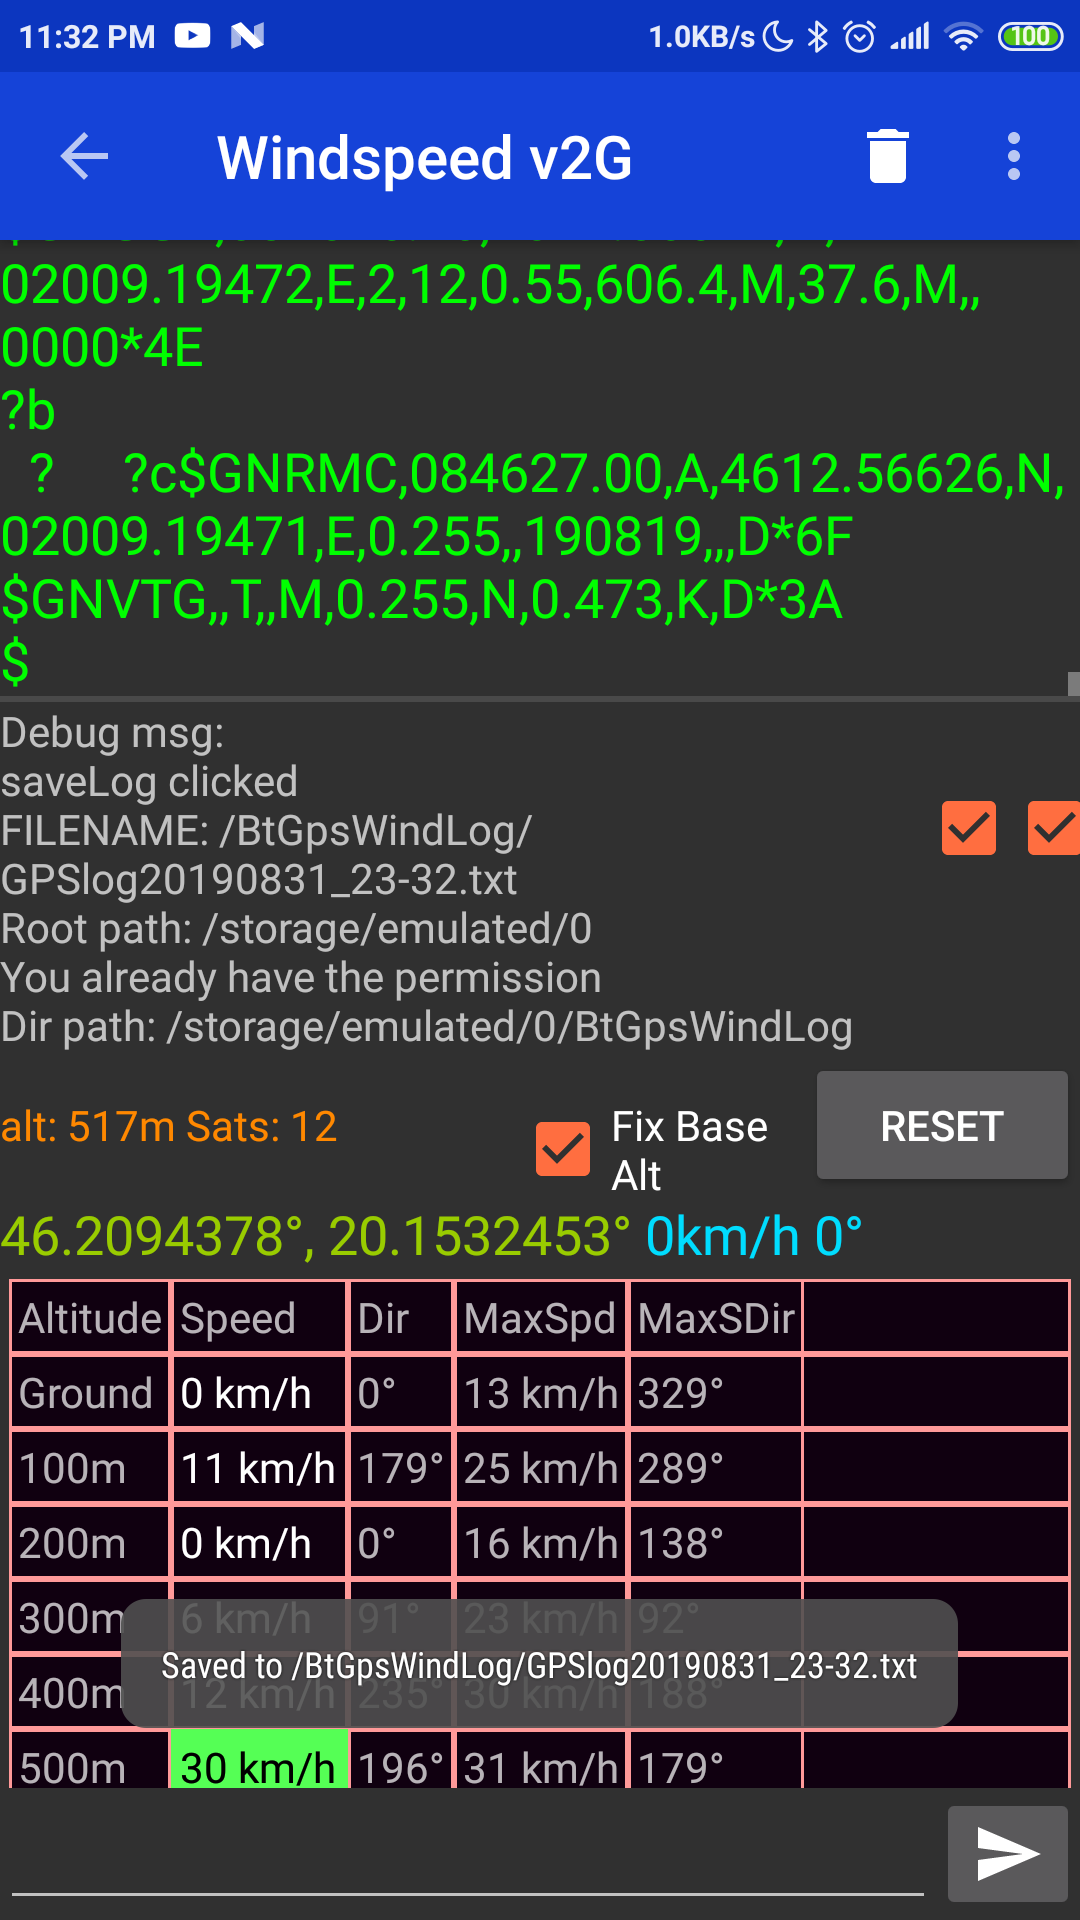 11:32 PM 1.0KB/s 100
Windspeed v2G
02009.19472,E,2,12,0.55,606.4,M,37.6,M,,
0000*4E
?b
? ?c$GNRMC,084627.00,A,4612.56626,N,
02009.19471,E,0.255,,190819,,,D*6F
$GNVTG,,T,,M,0.255,N,0.473,K,D*3A
$
Debug msg:
saveLog clicked
FILENAME: /BtGpsWindLog/
GPSlog20190831_23-32.txt
Root path: /storage/emulated/0
You already have the permission
Dir path: /storage/emulated/0/BtGpsWindLog
alt: 517m Sats: 12
Fix Base
Alt
RESET
46.2094378°, 20.1532453° 0km/h 0°
Altitude Speed Dir MaxSpd MaxSDir
Ground 0 km/h 0° 13 km/h 329°
100m 11 km/h 179° 25 km/h 289°
200m 0 km/h 0° 16 km/h 138°
300m 6 km/h 91° 23 km/h 92°
Saved to /BtGpsWindLog/GPSlog20190831_23-32.txt
400m 12 km/h 235° 30 km/h 188°
500m 30 km/h 196° 31 km/h 179°